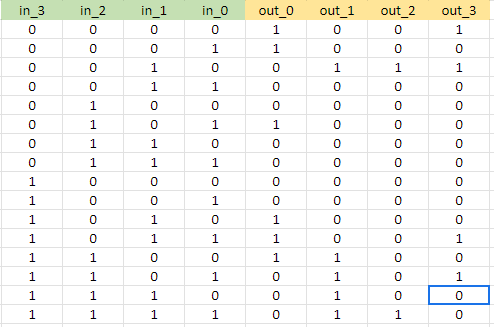 in_3 in_2 in_1 in_0 out_0 out_1 out_2 out_3
0 0 0 0 1 0 0 1
0 0 0 1 1 0 0 0
0 0 1 0 0 1 1 1
0 0 1 1 0 0 0 0
0 1 0 0 0 0 0 0
0 1 0 1 1 0 0 0
0 1 1 0 0 0 0 0
0 1 1 1 0 0 0 0
1 0 0 0 0 0 0 0
1 0 0 1 0 0 0 0
1 0 1 0 1 0 0 0
1 0 1 1 1 0 0 1
1 1 0 0 1 1 0 0
1 1 0 1 0 1 0 1
1 1 1 0 0 1 0 0
1 1 1 1 0 1 1 0